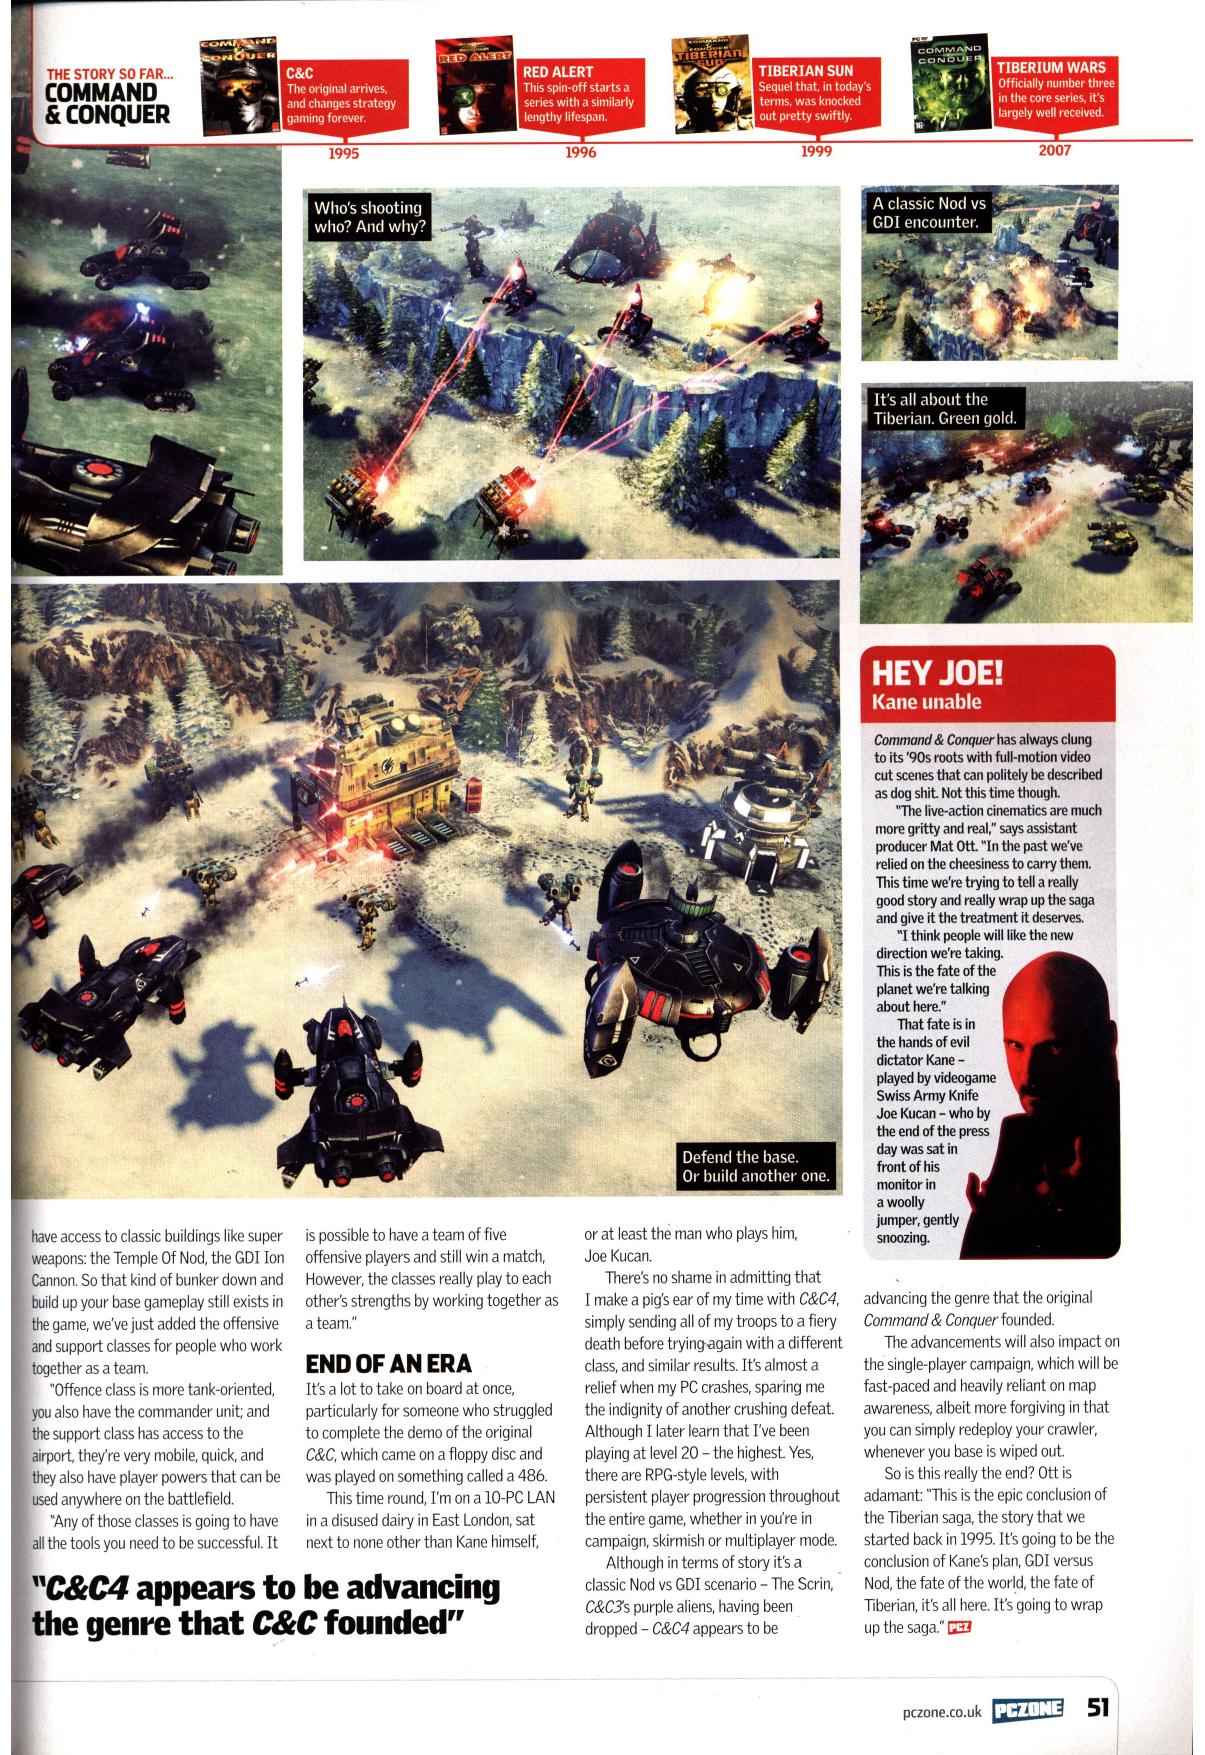 THE STORY SO FAR...
COMMAND
& CONQUER
COMMAND
& CONQUER
C&C
The original arrives,
and changes strategy
gaming forever.
1995
RED ALERT
RED ALERT
This spin-off starts a
series with a similarly
lengthy lifespan.
1996
COMMAND
& CONQUER
TIBERIAN
SUN
TIBERIAN SUN
Sequel that, in today's
terms, was knocked
out pretty swiftly.
1999
COMMAND
CONQUER
TIBERIUM WARS
Officially number three
in the core series, it's
largely well received.
2007
Who's shooting
who? And why?
A classic Nod vs
GDI encounter.
It's all about the
Tiberian. Green gold.
Defend the base.
Or build another one.
HEY JOE!
Kane unable
Command & Conquer has always clung
to its '90s roots with full-motion video
cut scenes that can politely be described
as dog shit. Not this time though.
"The live-action cinematics are much
more gritty and real," says assistant
producer Mat Ott. "In the past we've
relied on the cheesiness to carry them.
This time we're trying to tell a really
good story and really wrap up the saga
and give it the treatment it deserves.
"I think people will like the new
direction we're taking.
This is the fate of the
planet we're talking
about here."
That fate is in
the hands of evil
dictator Kane –
played by videogame
Swiss Army Knife
Joe Kucan – who by
the end of the press
day was sat in
front of his
monitor in
a woolly
jumper, gently
snoozing.
have access to classic buildings like super
weapons: the Temple Of Nod, the GDI Ion
Cannon. So that kind of bunker down and
build up your base gameplay still exists in
the game, we've just added the offensive
and support classes for people who work
together as a team.
"Offence class is more tank-oriented,
you also have the commander unit; and
the support class has access to the
airport, they're very mobile, quick, and
they also have player powers that can be
used anywhere on the battlefield.
"Any of those classes is going to have
all the tools you need to be successful. It
is possible to have a team of five
offensive players and still win a match,
However, the classes really play to each
other's strengths by working together as
a team."
END OF AN ERA
It's a lot to take on board at once,
particularly for someone who struggled
to complete the demo of the original
C&C, which came on a floppy disc and
was played on something called a 486.
This time round, I'm on a 10-PC LAN
in a disused dairy in East London, sat
next to none other than Kane himself,
or at least the man who plays him,
Joe Kucan.
There's no shame in admitting that
I make a pig's ear of my time with C&C4,
simply sending all of my troops to a fiery
death before trying again with a different
class, and similar results. It's almost a
relief when my PC crashes, sparing me
the indignity of another crushing defeat.
Although I later learn that I've been
playing at level 20 – the highest. Yes,
there are RPG-style levels, with
persistent player progression throughout
the entire game, whether in you're in
campaign, skirmish or multiplayer mode.
Although in terms of story it's a
classic Nod vs GDI scenario – The Scrin,
C&C3's purple aliens, having been
dropped – C&C4 appears to be
advancing the genre that the original
Command & Conquer founded.
The advancements will also impact on
the single-player campaign, which will be
fast-paced and heavily reliant on map
awareness, albeit more forgiving in that
you can simply redeploy your crawler,
whenever you base is wiped out.
So is this really the end? Ott is
adamant: "This is the epic conclusion of
the Tiberian saga, the story that we
started back in 1995. It's going to be the
conclusion of Kane's plan, GDI versus
Nod, the fate of the world, the fate of
Tiberian, it's all here. It's going to wrap
up the saga." PCZ
"C&C4 appears to be advancing
the genre that C&C founded"
pczone.co.uk PCZONE 51